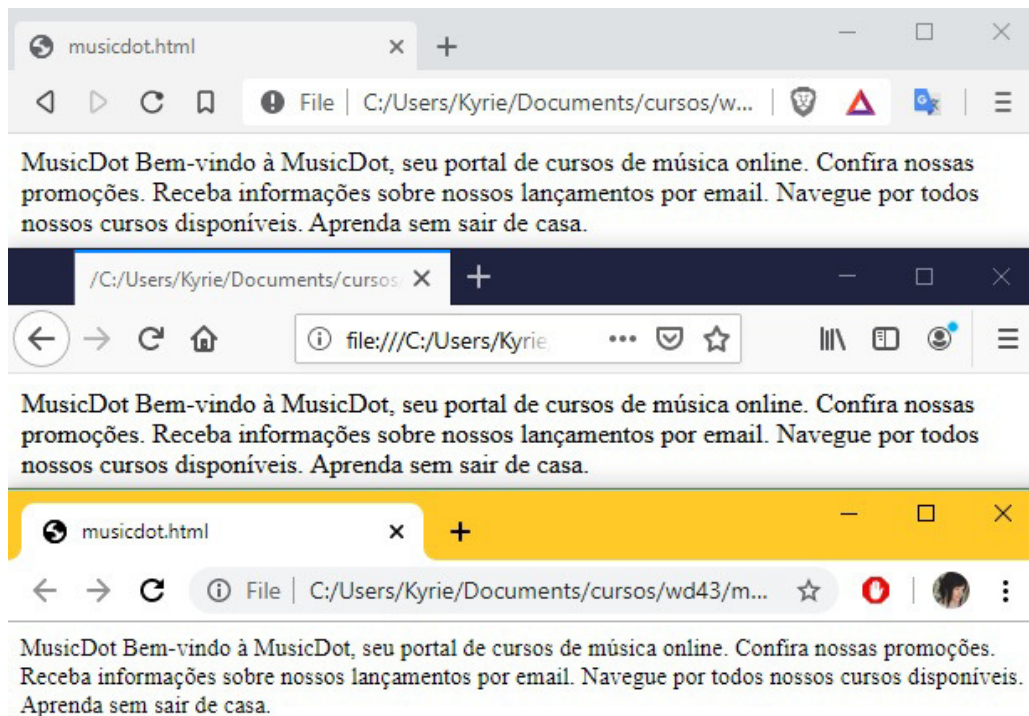 musicdot.html
File C:/Users/Kyrie/Documents/cursos/w...
MusicDot Bem-vindo à MusicDot, seu portal de cursos de música online. Confira nossas
promoções. Receba informações sobre nossos lançamentos por email. Navegue por todos
nossos cursos disponíveis. Aprenda sem sair de casa.
/C:/Users/Kyrie/Documents/cursos/
file:///C:/Users/Kyrie/
MusicDot Bem-vindo à MusicDot, seu portal de cursos de música online. Confira nossas
promoções. Receba informações sobre nossos lançamentos por email. Navegue por todos
nossos cursos disponíveis. Aprenda sem sair de casa.
musicdot.html
File C:/Users/Kyrie/Documents/cursos/wd43/m...
MusicDot Bem-vindo à MusicDot, seu portal de cursos de música online. Confira nossas promoções.
Receba informações sobre nossos lançamentos por email. Navegue por todos nossos cursos disponíveis.
Aprenda sem sair de casa.